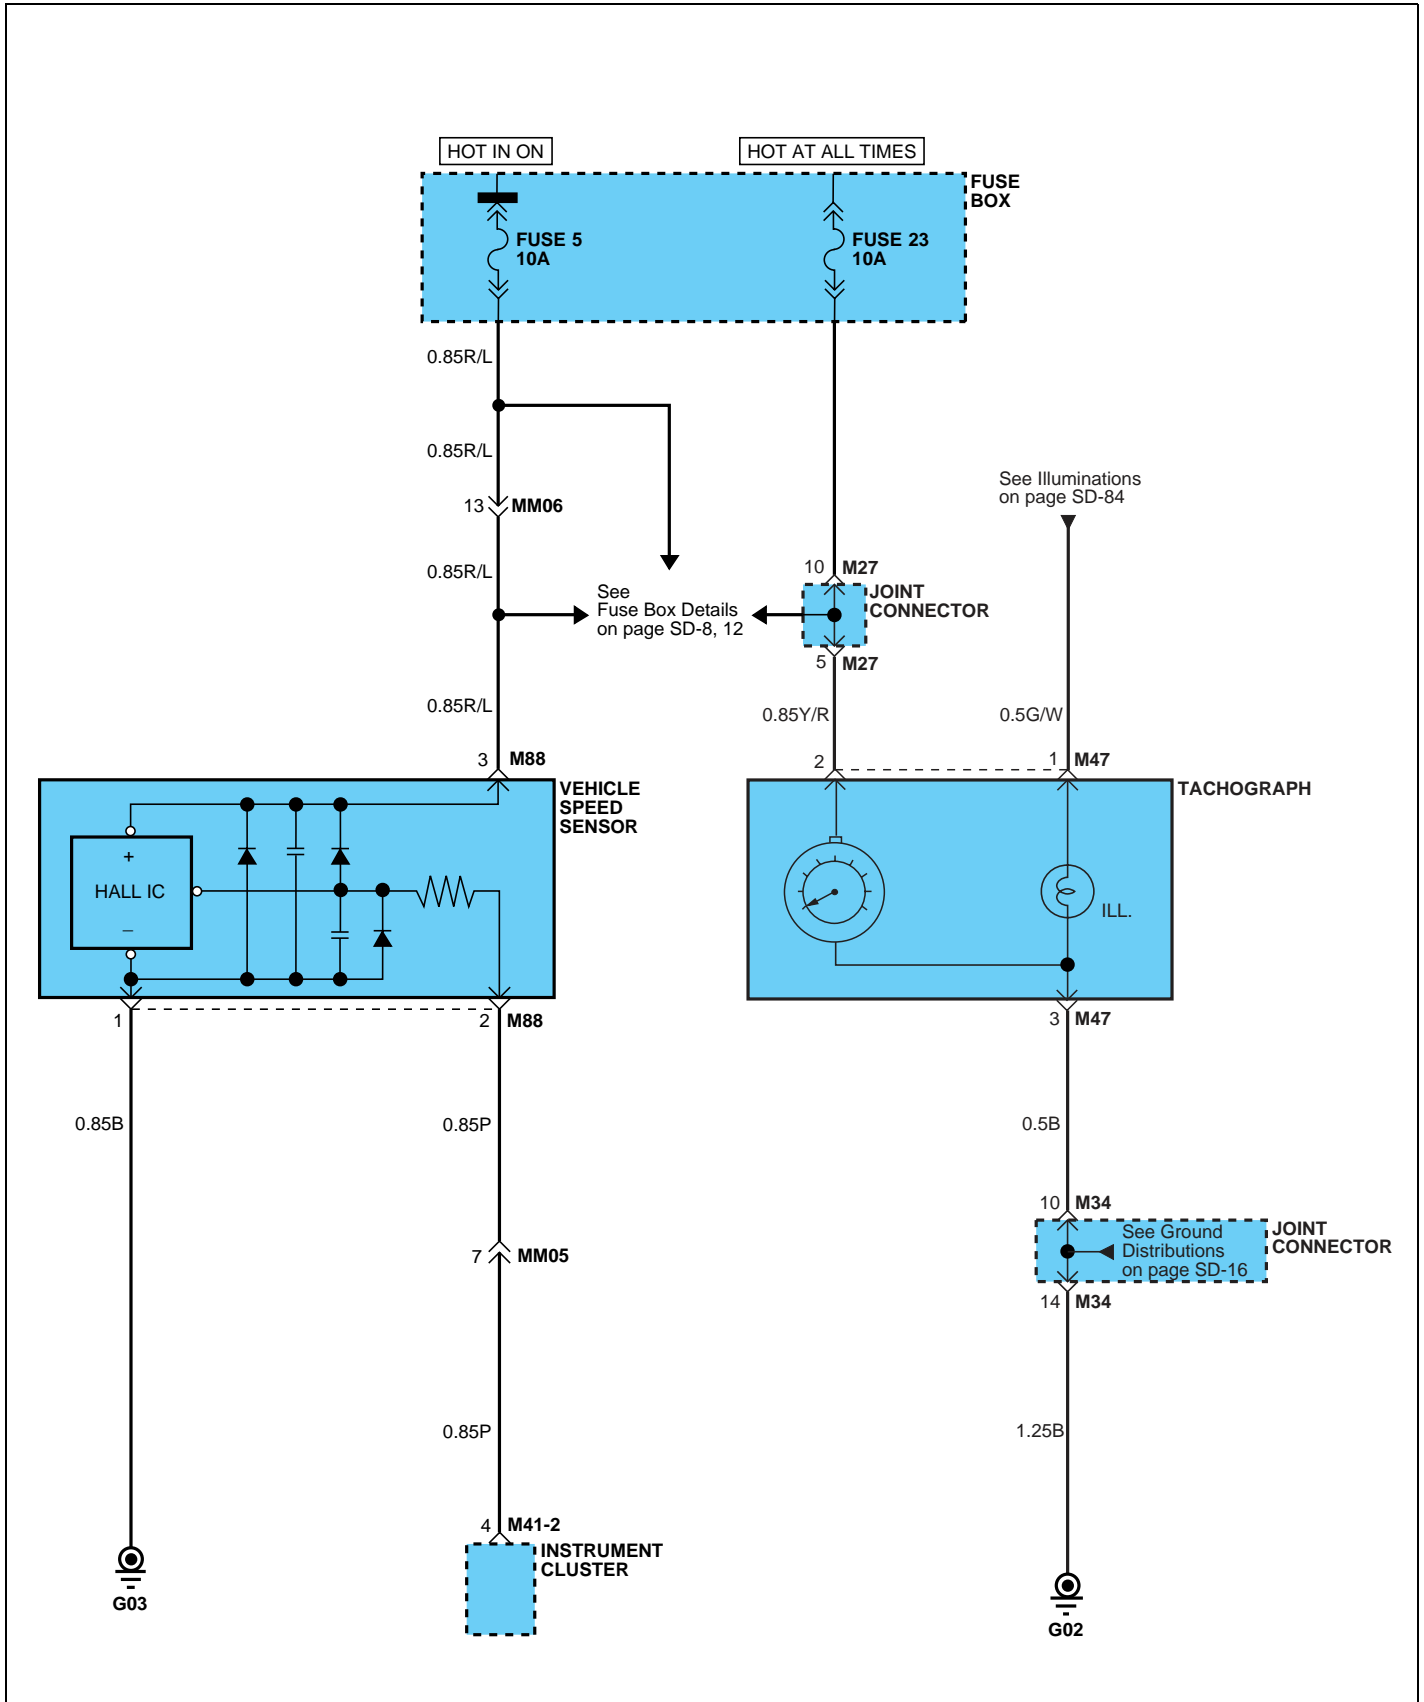 HOT IN ON
HOT AT ALL TIMES
FUSE
BOX
FUSE 5
10A
FUSE 23
10A
0.85R/L
0.85R/L
See Illuminations
on page SD-84
13 MM06
0.85R/L
10 M27
See
Fuse Box Details
on page SD-8, 12
JOINT
CONNECTOR
5 M27
0.85R/L
0.85Y/R
0.5G/W
3 M88
2
1 M47
VEHICLE
SPEED
SENSOR
TACHOGRAPH
+
HALL IC
–
ILL.
1
2 M88
3 M47
0.85B
0.85P
0.5B
10 M34
See Ground
Distributions
on page SD-16
JOINT
CONNECTOR
7 MM05
14 M34
0.85P
1.25B
4 M41-2
INSTRUMENT
CLUSTER
G03
G02